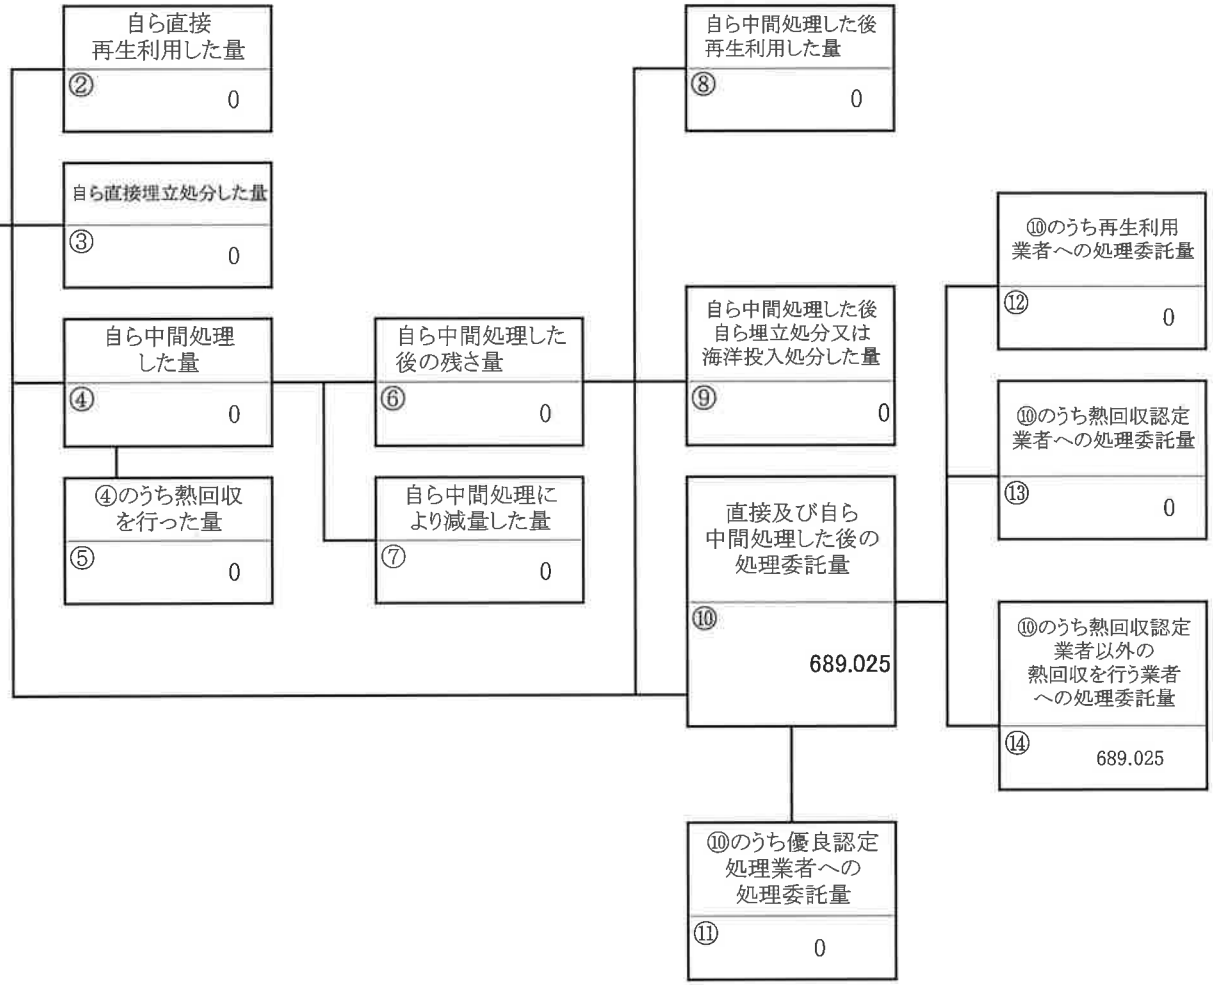 自ら直接
再生利用した量
②
0
自ら直接埋立処分した量
③
0
自ら中間処理
した量
④
0
④のうち熱回収
を行った量
⑤
0
自ら中間処理した
後の残さ量
⑥
0
自ら中間処理に
より減量した量
⑦
0
自ら中間処理した後
再生利用した量
⑧
0
自ら中間処理した後
自ら埋立処分又は
海洋投入処分した量
⑨
0
直接及び自ら
中間処理した後の
処理委託量
⑩
689.025
⑩のうち優良認定
処理業者への
処理委託量
⑪
0
⑩のうち再生利用
業者への処理委託量
⑫
0
⑩のうち熱回収認定
業者への処理委託量
⑬
0
⑩のうち熱回収認定
業者以外の
熱回収を行う業者
への処理委託量
⑭
689.025